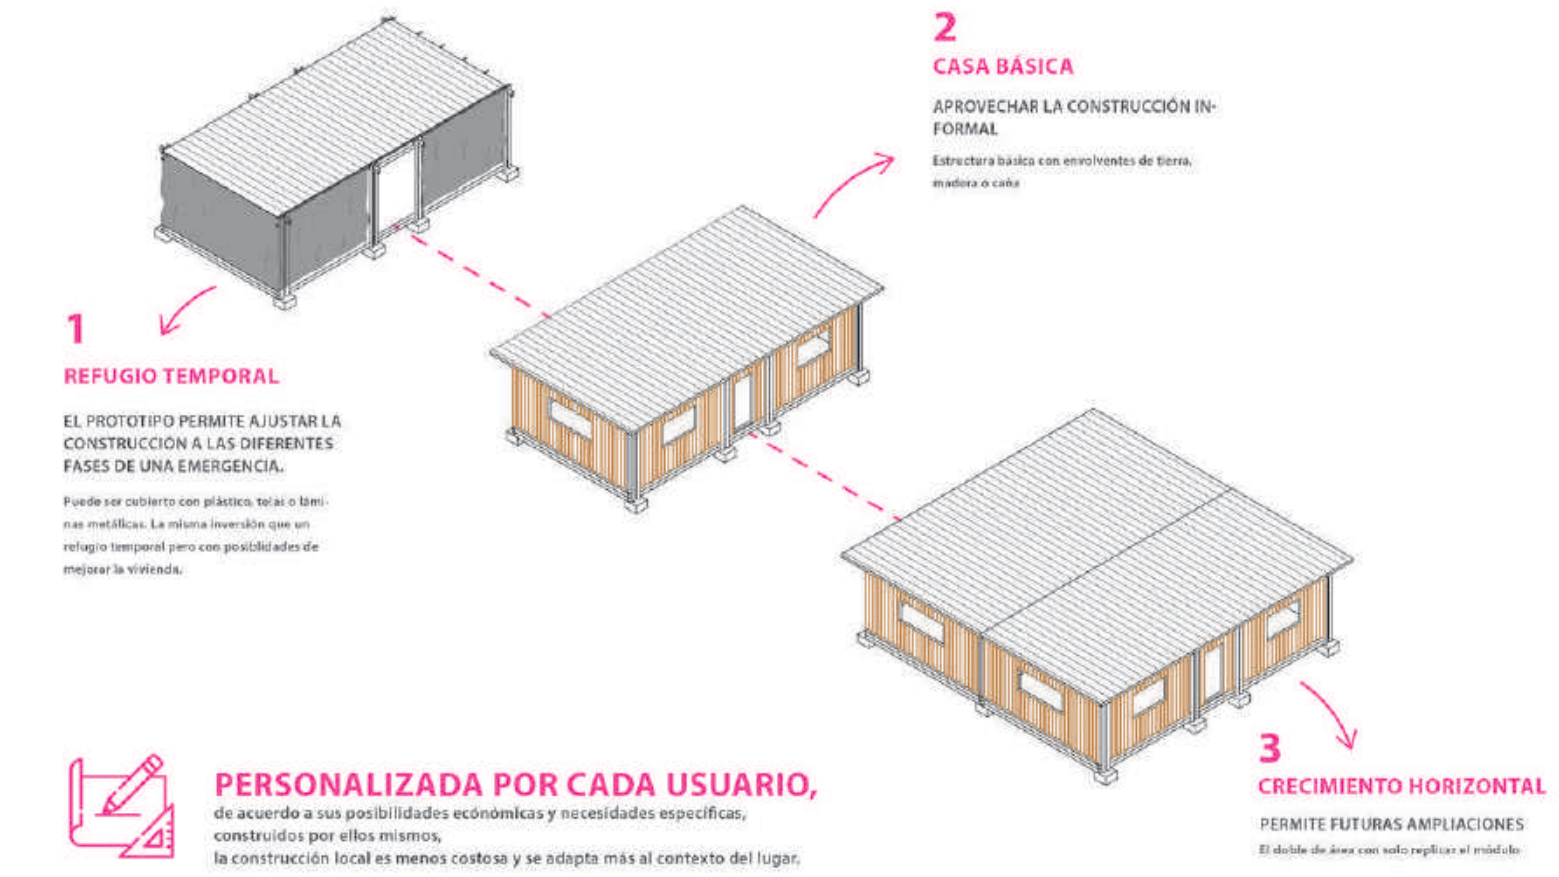 1
REFUGIO TEMPORAL
EL PROTOTIPO PERMITE AJUSTAR LA
CONSTRUCCIÓN A LAS DIFERENTES
FASES DE UNA EMERGENCIA.
Puede ser cubierto con plástico, telas o lámi-
nas metálicas. La misma inversión que un
refugio temporal pero con posiblidades de
mejorar la vivienda.
2
CASA BÁSICA
APROVECHAR LA CONSTRUCCIÓN IN-
FORMAL
Estructura básica con envolventes de tierra,
madera o caña
3
CRECIMIENTO HORIZONTAL
PERMITE FUTURAS AMPLIACIONES
El doble de área con solo replicar el módulo
PERSONALIZADA POR CADA USUARIO,
de acuerdo a sus posibilidades ecónómicas y necesidades específicas,
construidos por ellos mismos,
la construcción local es menos costosa y se adapta más al contexto del lugar.